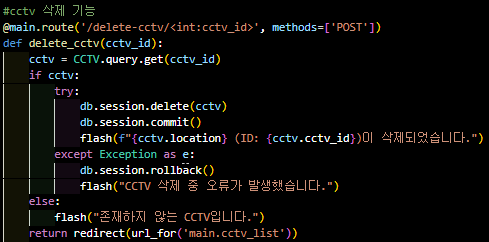 #cctv 삭제 기능
@main.route('/delete-cctv/<int:cctv_id>', methods=['POST'])
def delete_cctv(cctv_id):
    cctv = CCTV.query.get(cctv_id)
    if cctv:
        try:
            db.session.delete(cctv)
            db.session.commit()
            flash(f"{cctv.location} (ID: {cctv.cctv_id})이 삭제되었습니다.")
        except Exception as e:
            db.session.rollback()
            flash("CCTV 삭제 중 오류가 발생했습니다.")
    else:
        flash("존재하지 않는 CCTV입니다.")
    return redirect(url_for('main.cctv_list'))